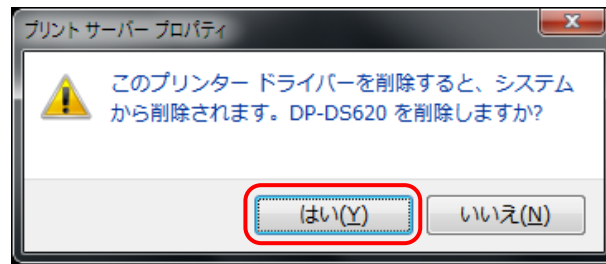 プリント サーバー プロパティ
このプリンター ドライバーを削除すると、システム
から削除されます。DP-DS620 を削除しますか?
はい(Y)
いいえ(N)